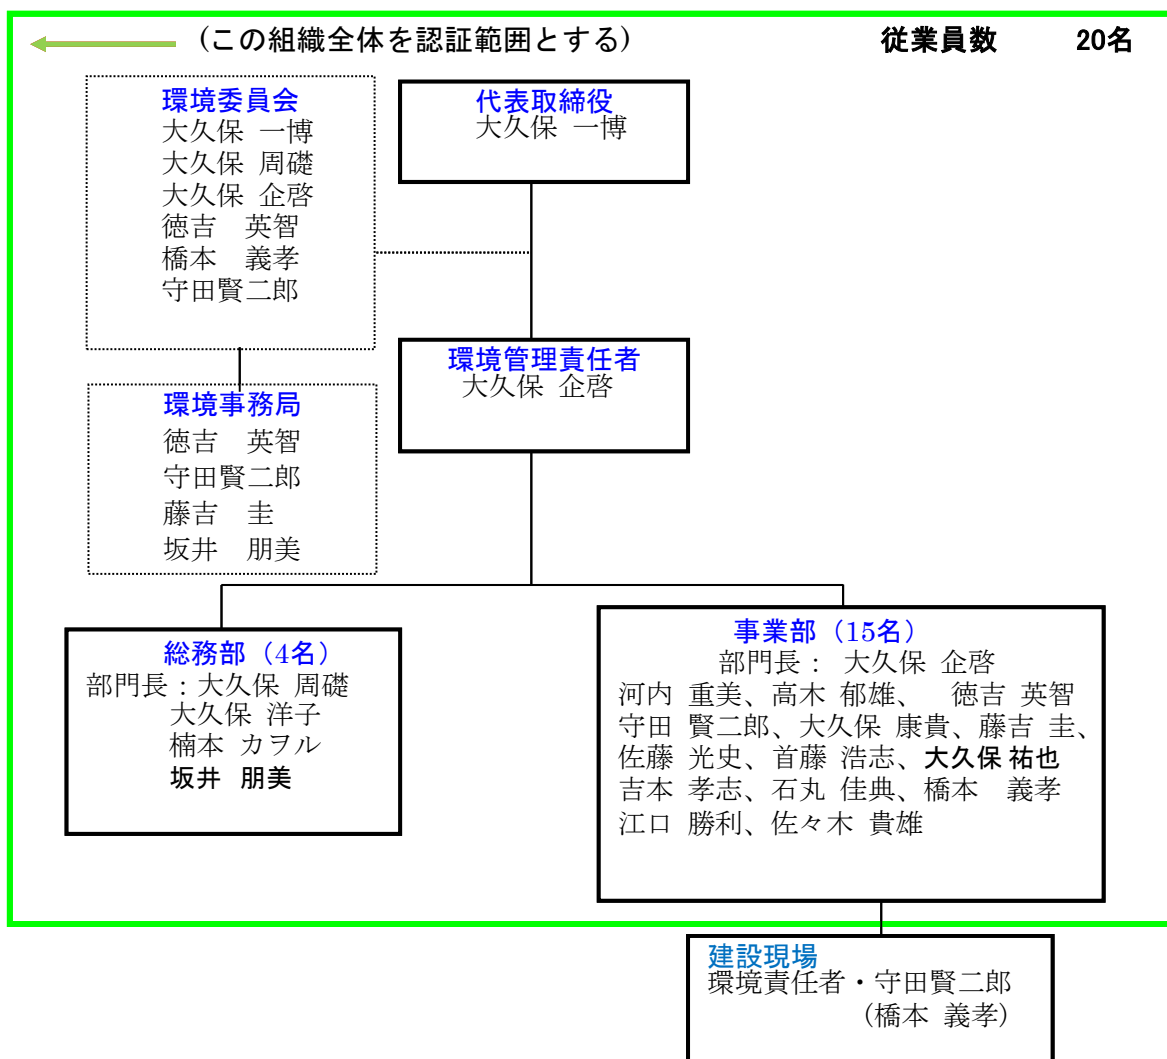 (この組織全体を認証範囲とする)
従業員数 20名
環境委員会
大久保 一博
大久保 周礎
大久保 企啓
徳吉 英智
橋本 義孝
守田賢二郎
代表取締役
大久保 一博
環境管理責任者
大久保 企啓
環境事務局
徳吉 英智
守田賢二郎
藤吉 圭
坂井 朋美
総務部（4名）
部門長：大久保 周礎
大久保 洋子
楠本 カヲル
坂井 朋美
事業部（15名）
部門長： 大久保 企啓
河内 重美、高木 郁雄、 徳吉 英智
守田 賢二郎、大久保 康貴、藤吉 圭、
佐藤 光史、首藤 浩志、大久保 祐也
吉本 孝志、石丸 佳典、橋本 義孝
江口 勝利、佐々木 貴雄
建設現場
環境責任者・守田賢二郎
（橋本 義孝）